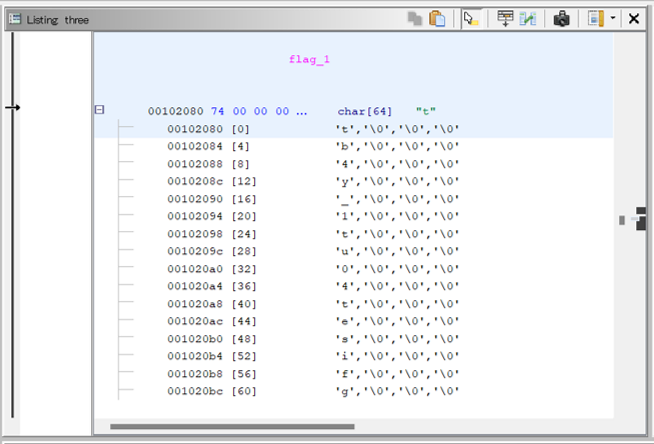 Listing: three
flag_1
00102080 74 00 00 00 ... char[64] "t"
00102080 [0] 't','\0','\0','\0'
00102084 [4] 'b','\0','\0','\0'
00102088 [8] '4','\0','\0','\0'
0010208c [12] 'y','\0','\0','\0'
00102090 [16] '_','\0','\0','\0'
00102094 [20] '1','\0','\0','\0'
00102098 [24] 't','\0','\0','\0'
0010209c [28] 'u','\0','\0','\0'
001020a0 [32] '0','\0','\0','\0'
001020a4 [36] '4','\0','\0','\0'
001020a8 [40] 't','\0','\0','\0'
001020ac [44] 'e','\0','\0','\0'
001020b0 [48] 's','\0','\0','\0'
001020b4 [52] 'i','\0','\0','\0'
001020b8 [56] 'f','\0','\0','\0'
001020bc [60] 'g','\0','\0','\0'